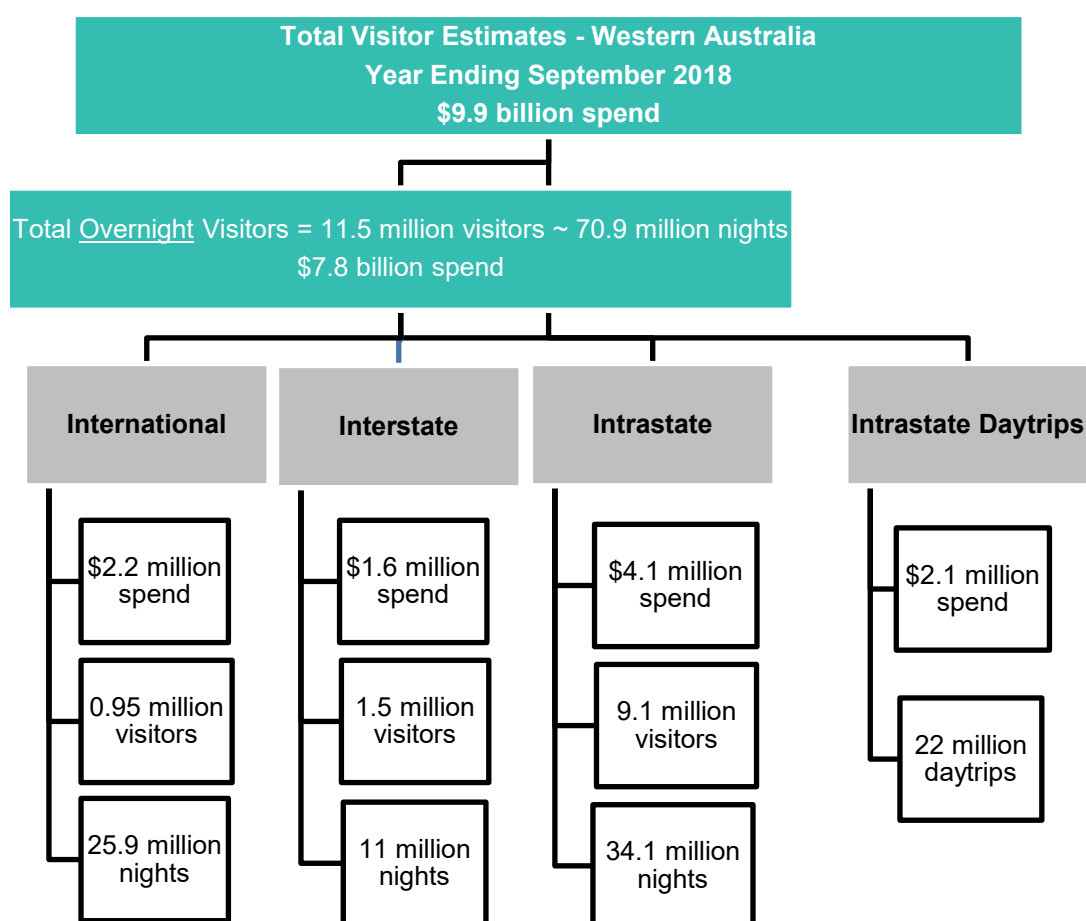 Total Visitor Estimates - Western Australia
Year Ending September 2018
$9.9 billion spend
Total Overnight Visitors = 11.5 million visitors ~ 70.9 million nights
$7.8 billion spend
International
$2.2 million
spend
0.95 million
visitors
25.9 million
nights
Interstate
$1.6 million
spend
1.5 million
visitors
11 million
nights
Intrastate
$4.1 million
spend
9.1 million
visitors
34.1 million
nights
Intrastate Daytrips
$2.1 million
spend
22 million
daytrips